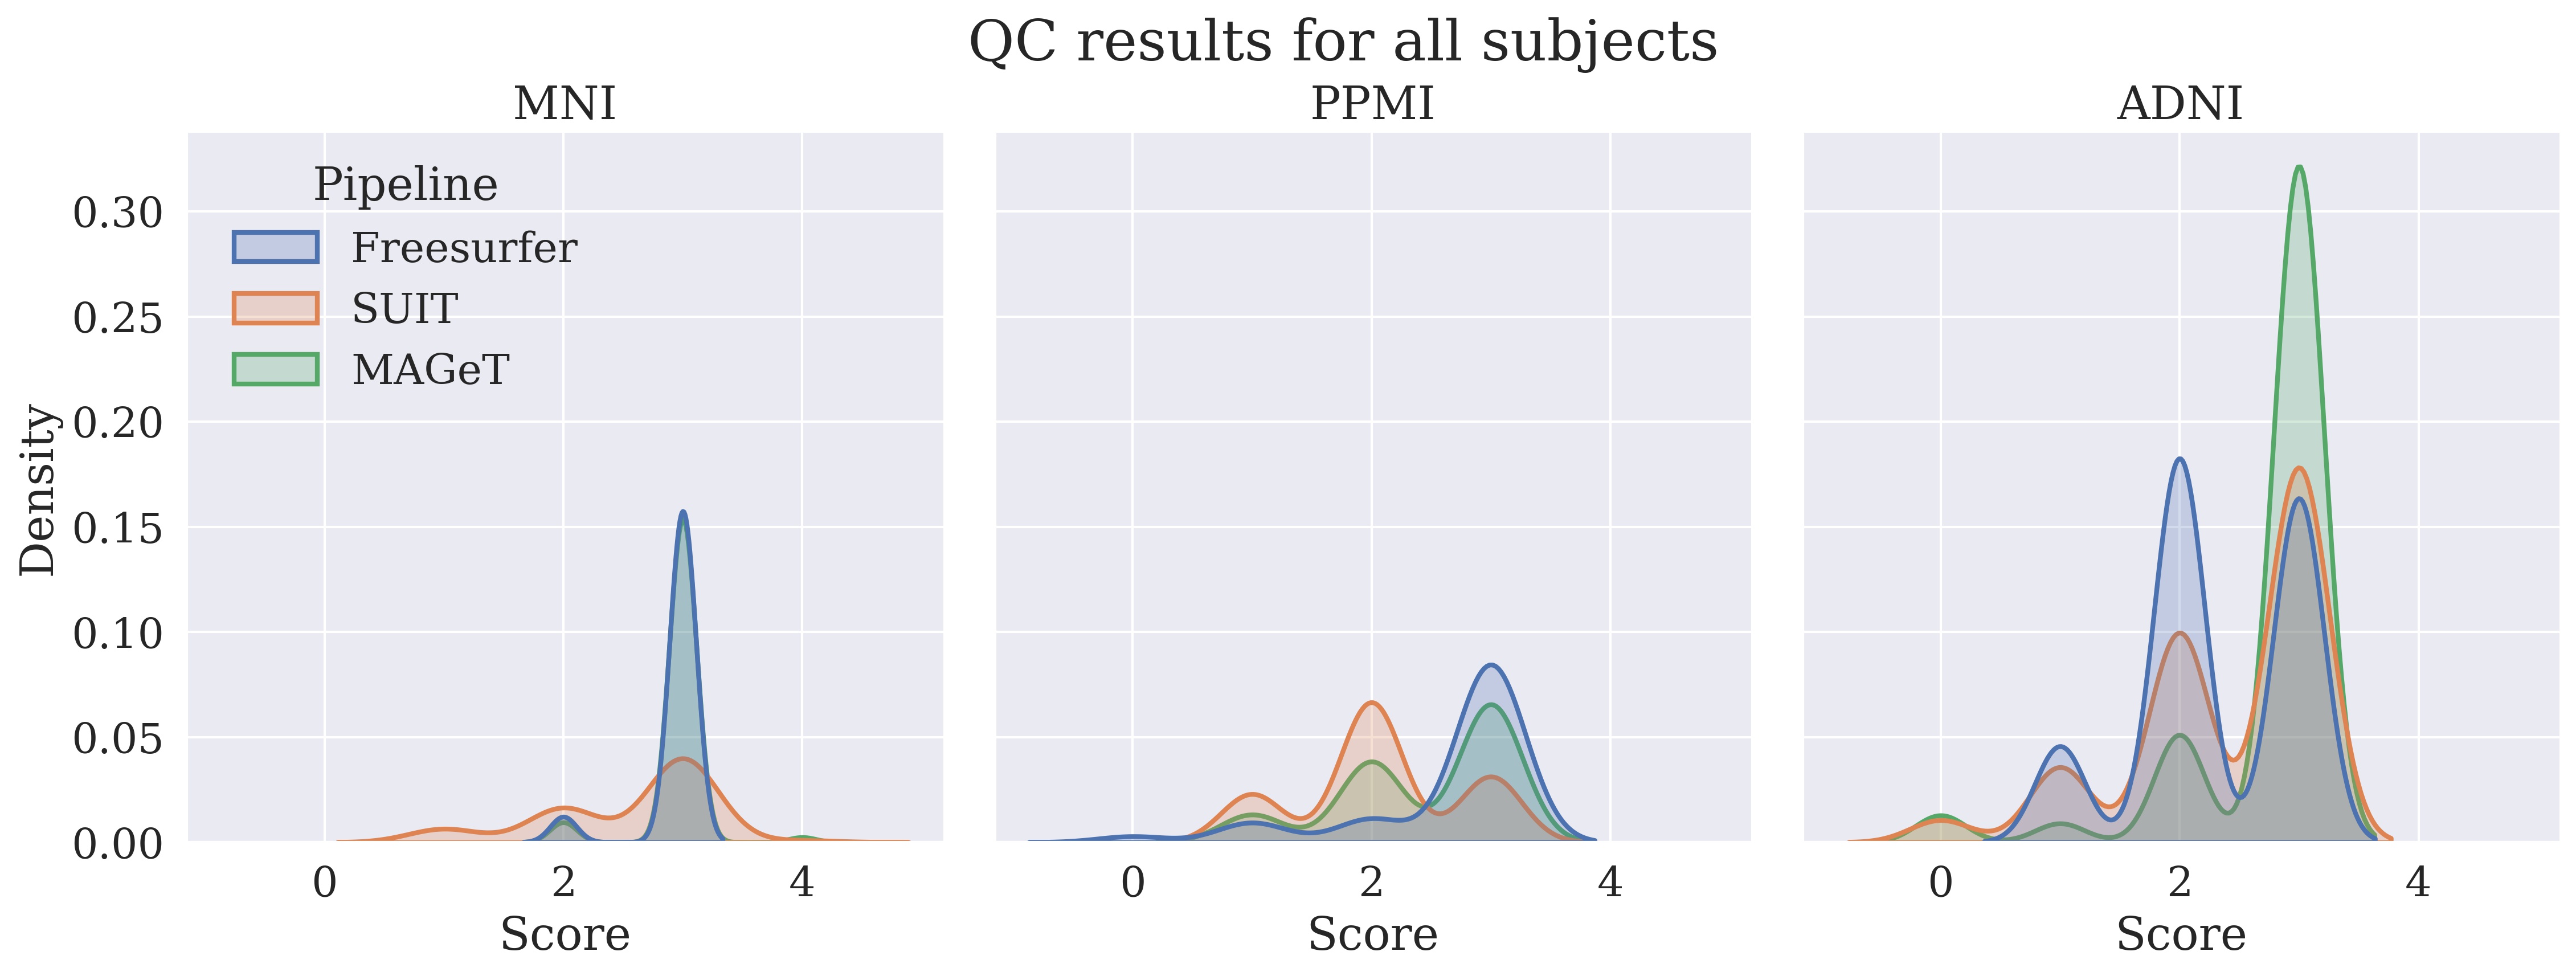 QC results for all subjects
MNI
PPMI
ADNI
Pipeline
Freesurfer
SUIT
MAGeT
Density
0.30
0.25
0.20
0.15
0.10
0.05
0.00
0 2 4
0 2 4
0 2 4
Score
Score
Score